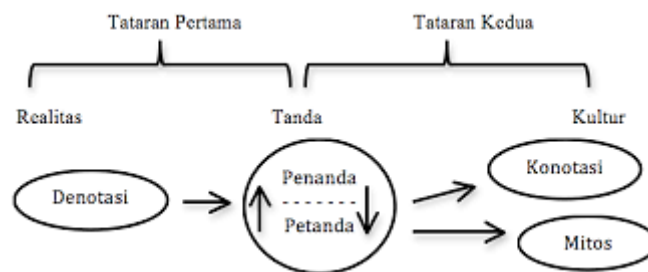 Tataran Pertama
Tataran Kedua
Realitas
Tanda
Kultur
Denotasi
Penanda
Petanda
Konotasi
Mitos